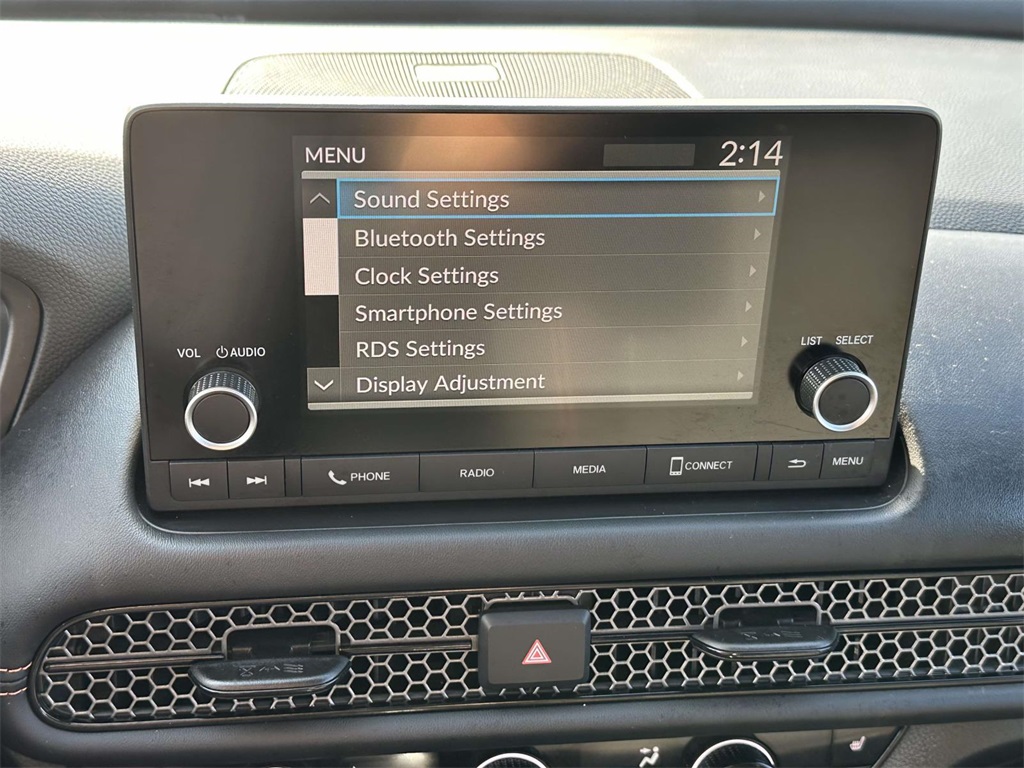 MENU 2:14
Sound Settings
Bluetooth Settings
Clock Settings
Smartphone Settings
RDS Settings
Display Adjustment
VOL AUDIO
LIST SELECT
PHONE RADIO MEDIA CONNECT MENU